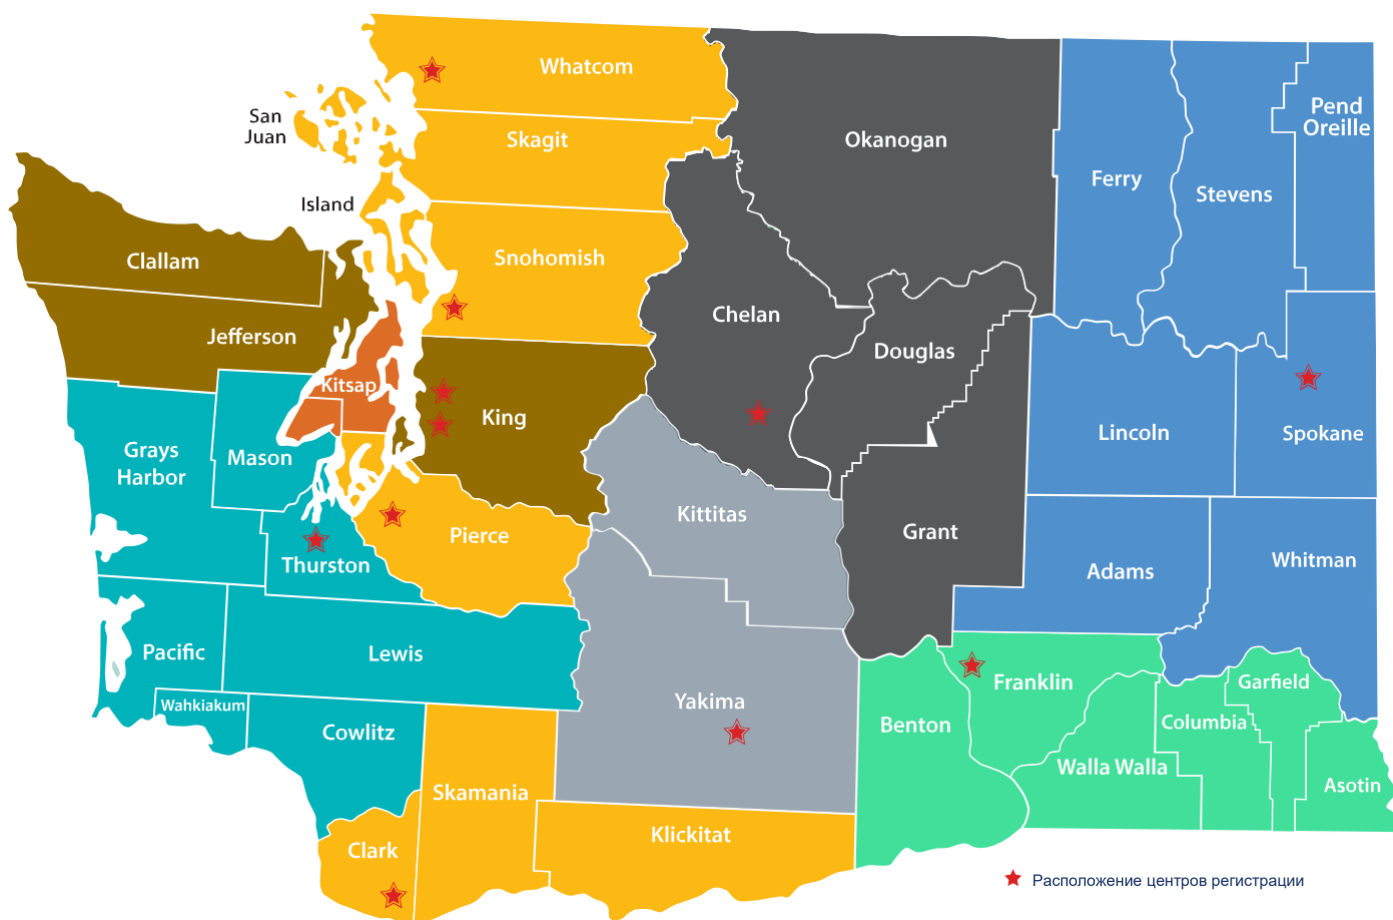 Whatcom
San
Juan
Skagit
Island
Snohomish
Okanogan
Ferry
Stevens
Pend
Oreille
Clallam
Jefferson
Chelan
Douglas
Kitsap
King
Lincoln
Spokane
Grays
Harbor
Mason
Kittitas
Grant
Pierce
Thurston
Adams
Whitman
Pacific
Lewis
Wahkiakum
Cowlitz
Yakima
Benton
Franklin
Garfield
Columbia
Walla Walla
Asotin
Skamania
Klickitat
Clark
Расположение центров регистрации